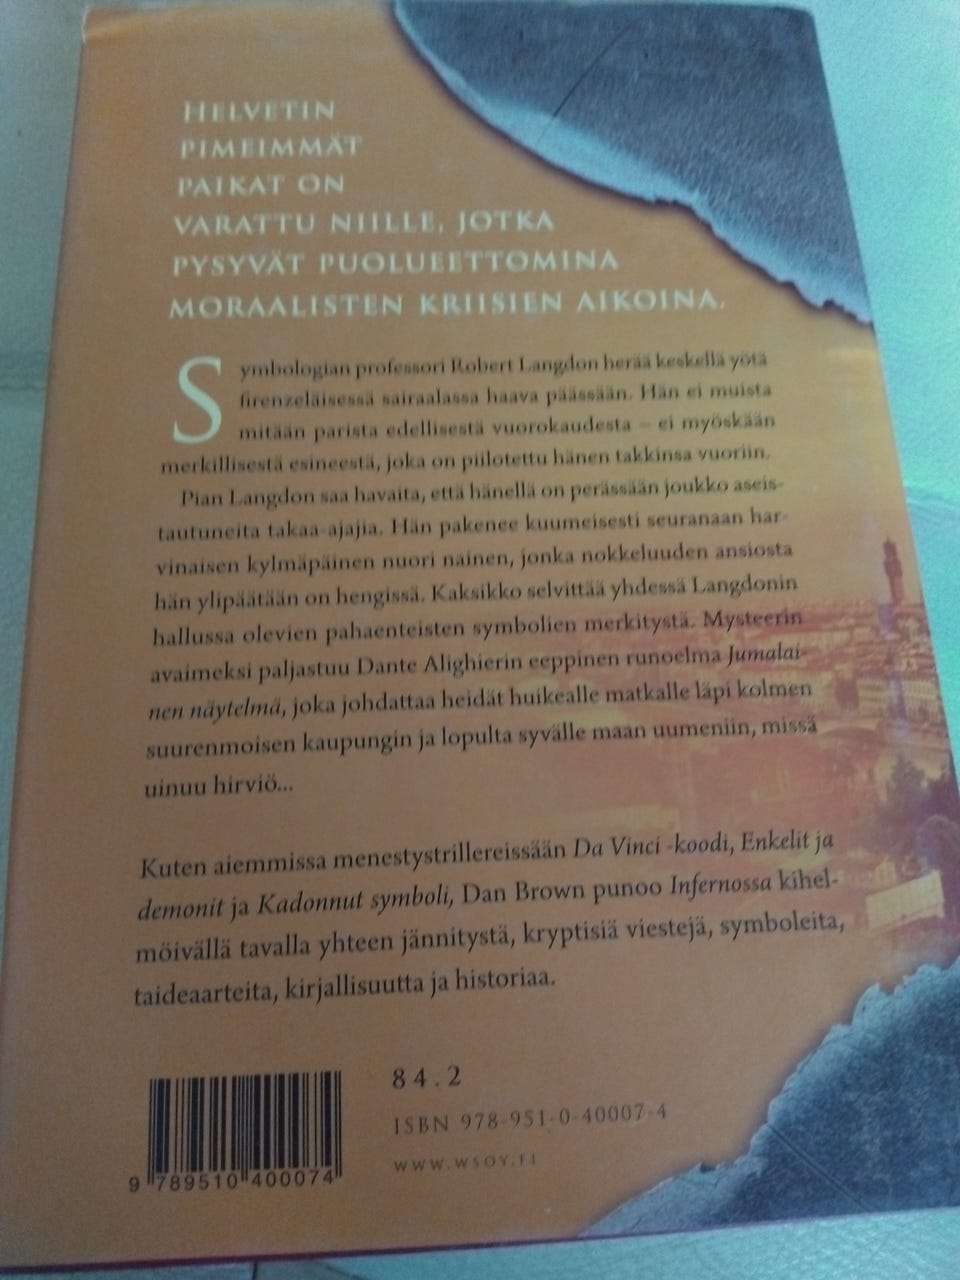 HELVETIN
PIMEIMMÄT
PAIKAT ON
VARATTU NIILLE, JOTKA
PYSYVÄT PUOLUEETTOMINA
MORAALISTEN KRIISIEN AIKOINA.
Symbologian professori Robert Langdon herää keskellä yötä
firenzeläisessä sairaalassa haava päässään. Hän ei muista
mitään parista edellisestä vuorokaudesta – ei myöskään
merkillisestä esineestä, joka on piilotettu hänen takkinsa vuoriin.
Pian Langdon saa havaita, että hänellä on perässään joukko aseis-
tautuneita takaa-ajajia. Hän pakenee kuumeisesti seuranaan har-
vinaisen kylmäpäinen nuori nainen, jonka nokkeluuden ansiosta
hän ylipäätään on hengissä. Kaksikko selvittää yhdessä Langdonin
hallussa olevien pahaenteisten symbolien merkitystä. Mysteerin
avaimeksi paljastuu Dante Alighierin eeppinen runoelma Jumalai-
nen näytelmä, joka johdattaa heidät huikealle matkalle läpi kolmen
suurenmoisen kaupungin ja lopulta syvälle maan uumeniin, missä
uinuu hirviö...
Kuten aiemmissa menestystrillereissään Da Vinci -koodi, Enkelit ja
demonit ja Kadonnut symboli, Dan Brown punoo Infernossa kihel-
möivällä tavalla yhteen jännitystä, kryptisiä viestejä, symboleita,
taideaarteita, kirjallisuutta ja historiaa.
84.2
ISBN 978-951-0-40007-4
WWW.WSOY.FI
9 789510 400074